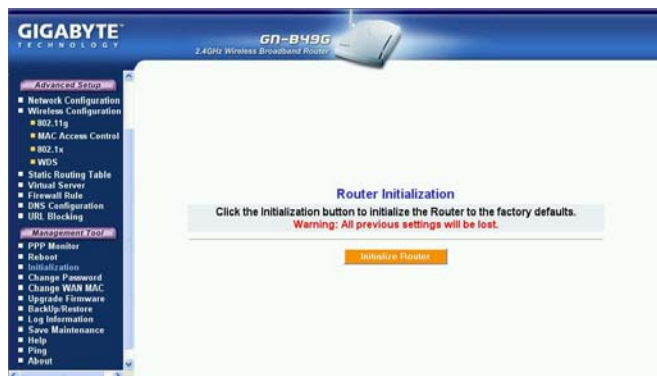 GIGABYTE
TECHNOLOGY
GN-B49G
2.4GHz Wireless Broadband Router
Advanced Setup
Network Configuration
Wireless Configuration
802.11g
MAC Access Control
802.1x
WDS
Static Routing Table
Virtual Server
Firewall Rule
DNS Configuration
URL Blocking
Management Tool
PPP Monitor
Reboot
Initialization
Change Password
Change WAN MAC
Upgrade Firmware
BackUp/Restore
Log Information
Save Maintenance
Help
Ping
About
Router Initialization
Click the Initialization button to initialize the Router to the factory defaults.
Warning: All previous settings will be lost.
Initialize Router